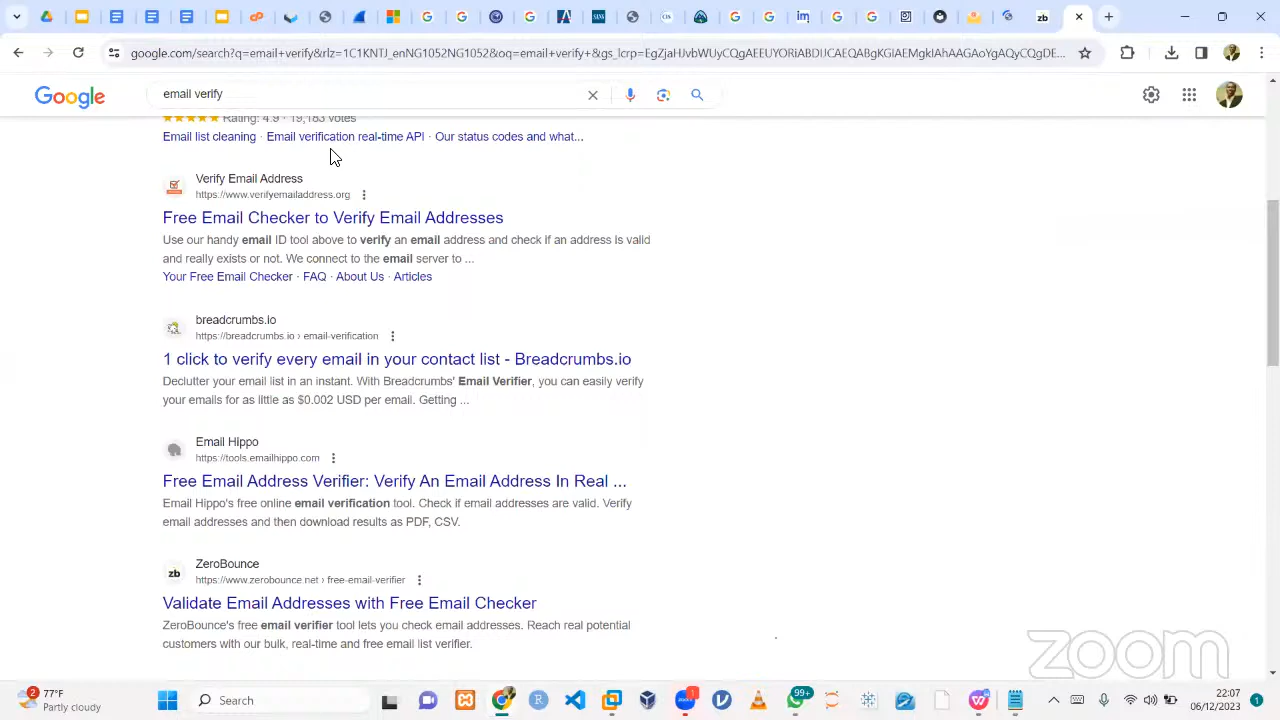 zb
google.com/search?q=email+verify&rlz=1C1KNTJ_enNG1052NG1052&oq=email+verify+&gs_lcrp=EgZjaHJvbWUyCQgAEEUYORiABDIJCAEQABgKGIAEMgkIAhAAGAoYgAQyCQgDE...
Google
email verify
Rating: 4.9 · 19,183 votes
Email list cleaning · Email verification real-time API · Our status codes and what...
Verify Email Address
https://www.verifyemailaddress.org
Free Email Checker to Verify Email Addresses
Use our handy email ID tool above to verify an email address and check if an address is valid
and really exists or not. We connect to the email server to ...
Your Free Email Checker · FAQ · About Us · Articles
breadcrumbs.io
https://breadcrumbs.io › email-verification
1 click to verify every email in your contact list - Breadcrumbs.io
Declutter your email list in an instant. With Breadcrumbs' Email Verifier, you can easily verify
your emails for as little as $0.002 USD per email. Getting ...
Email Hippo
https://tools.emailhippo.com
Free Email Address Verifier: Verify An Email Address In Real ...
Email Hippo's free online email verification tool. Check if email addresses are valid. Verify
email addresses and then download results as PDF, CSV.
zb
ZeroBounce
https://www.zerobounce.net › free-email-verifier
Validate Email Addresses with Free Email Checker
ZeroBounce's free email verifier tool lets you check email addresses. Reach real potential
customers with our bulk, real-time and free email list verifier.
zoom
2
77°F
Partly cloudy
Search
1
99+
22:07
06/12/2023
1